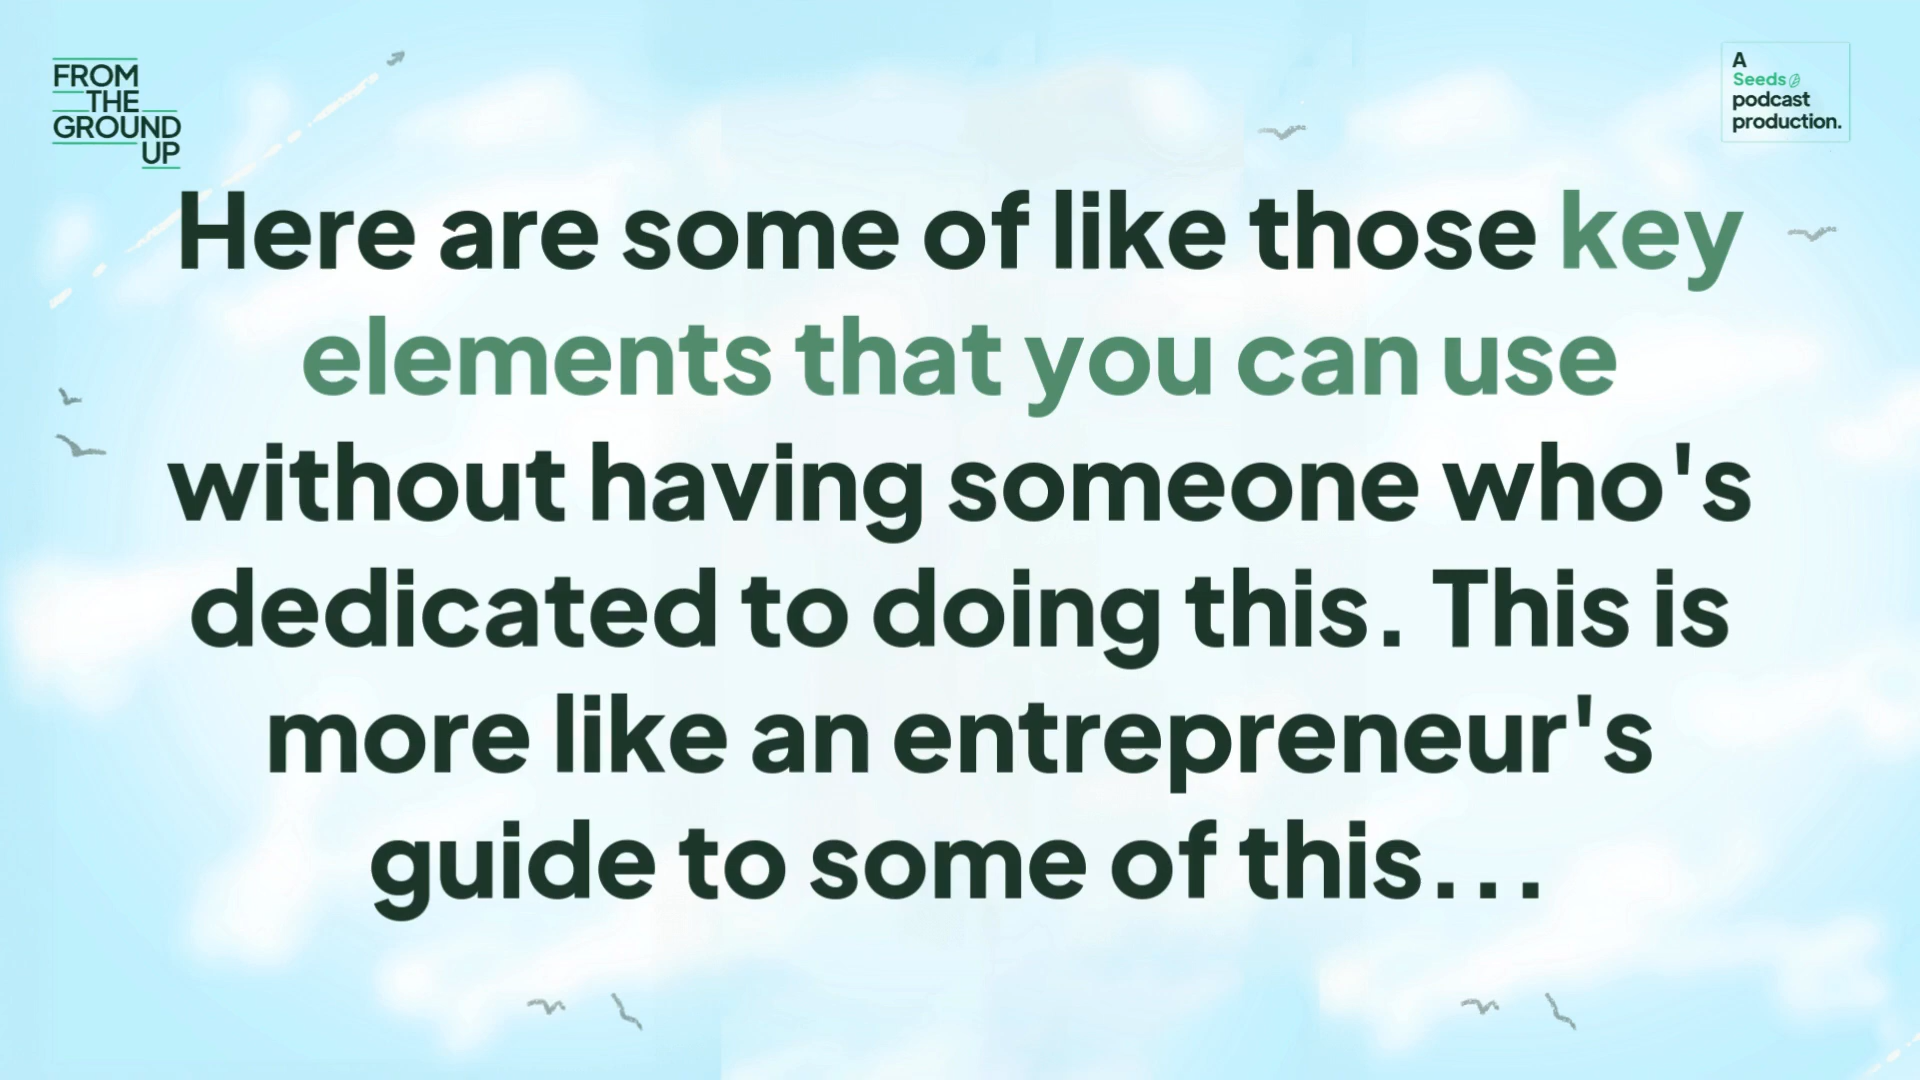 FROM
THE
GROUND
UP
A
Seeds
podcast
production.
Here are some of like those key
elements that you can use
without having someone who's
dedicated to doing this. This is
more like an entrepreneur's
guide to some of this...